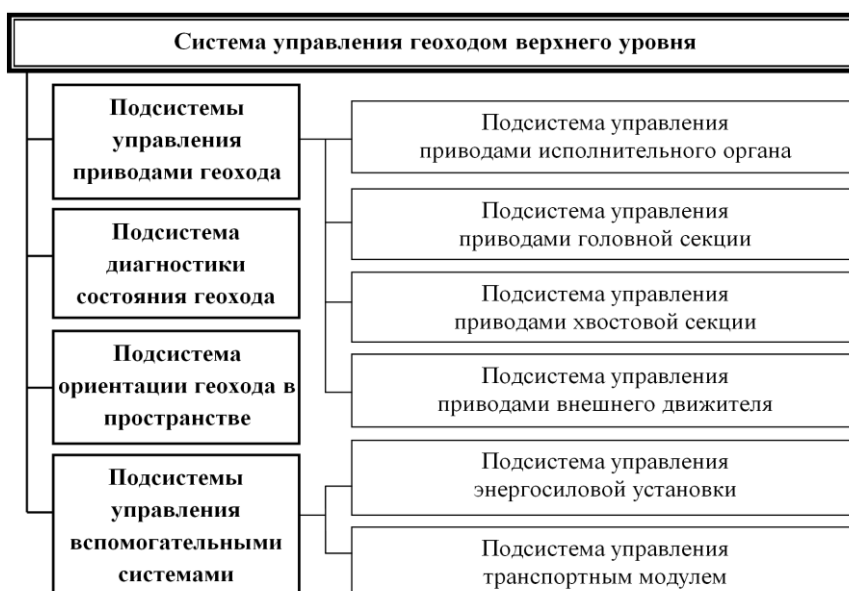 Система управления геоходом верхнего уровня
Подсистемы
управления
приводами геохода
Подсистема
диагностики
состояния геохода
Подсистема
ориентации геохода в
пространстве
Подсистемы
управления
вспомогательными
системами
Подсистема управления
приводами исполнительного органа
Подсистема управления
приводами головной секции
Подсистема управления
приводами хвостовой секции
Подсистема управления
приводами внешнего движителя
Подсистема управления
энергосиловой установки
Подсистема управления
транспортным модулем